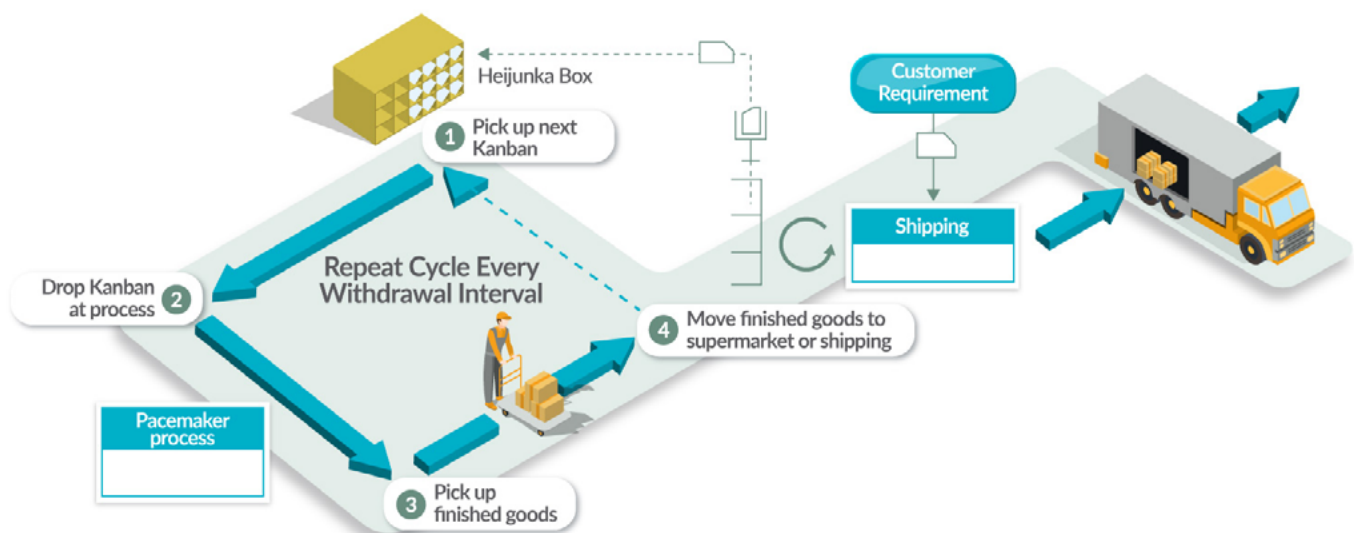 Heijunka Box
1
Pick up next
Kanban
Customer
Requirement
Shipping
Repeat Cycle Every
Withdrawal Interval
Drop Kanban
at process
2
4
Move finished goods to
supermarket or shipping
Pacemaker
process
3
Pick up
finished goods